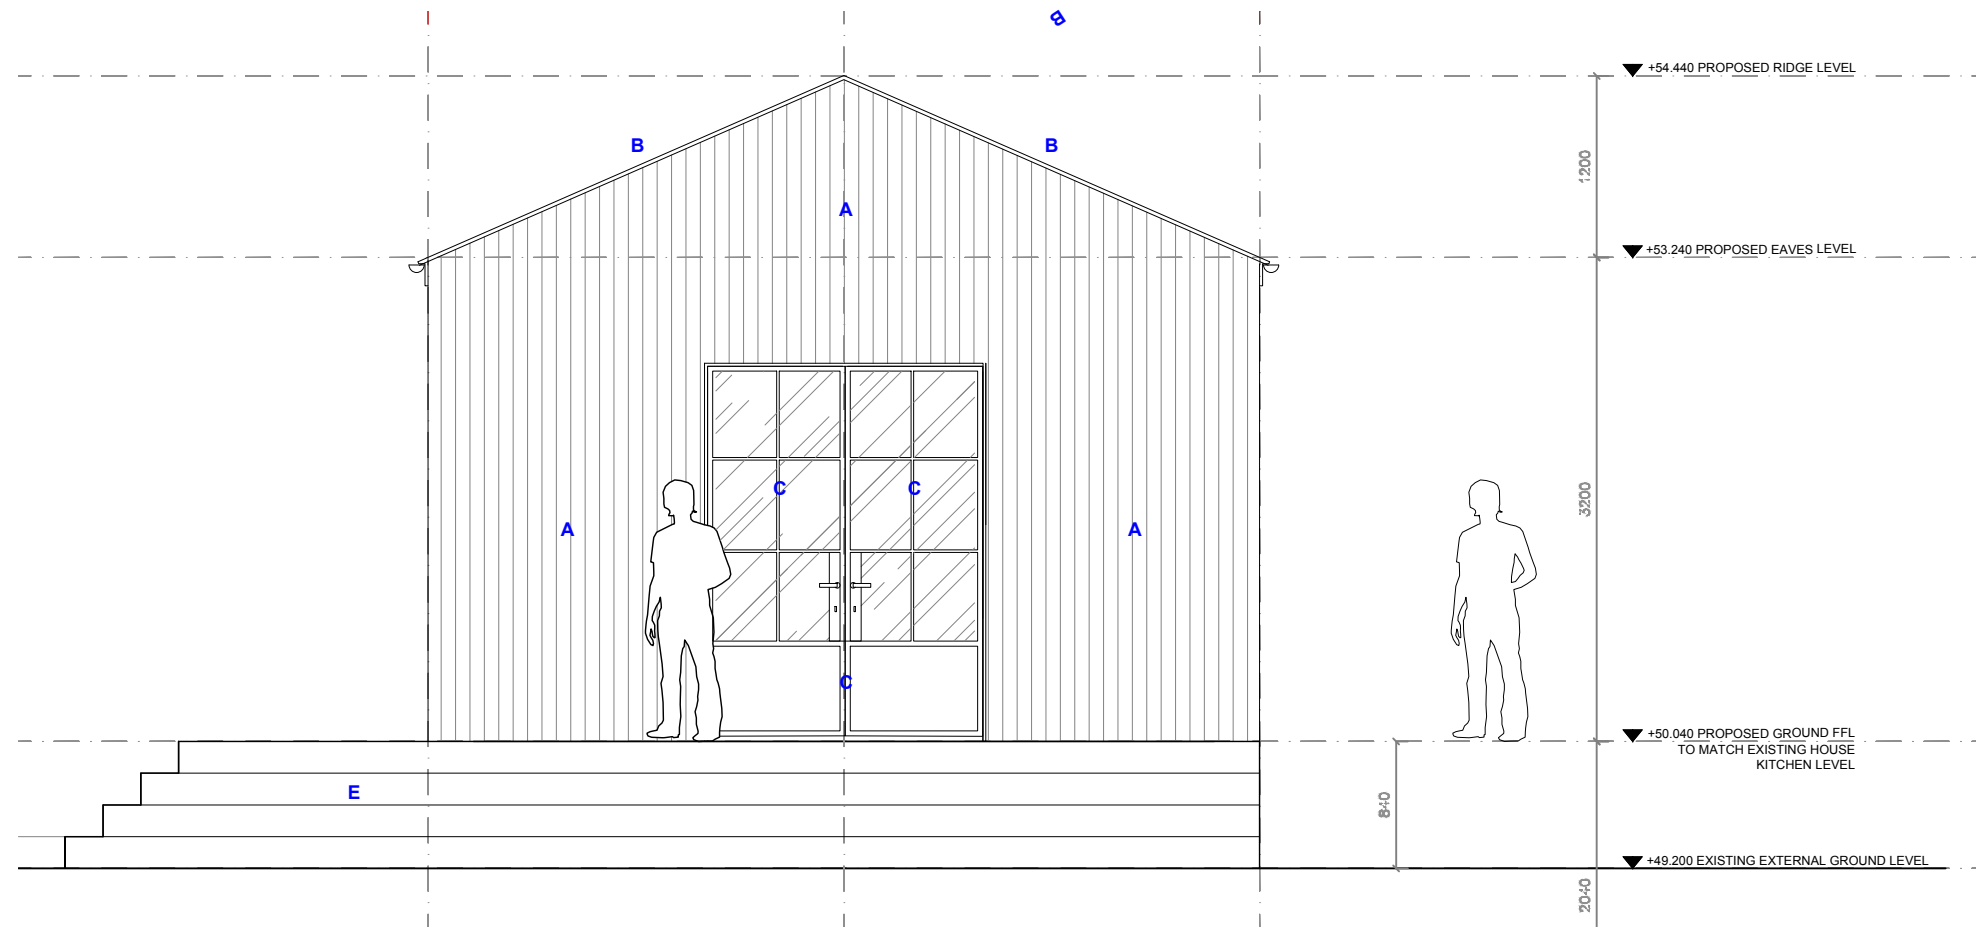 B
+54.440 PROPOSED RIDGE LEVEL
B
B
1200
A
+53.240 PROPOSED EAVES LEVEL
C
C
3200
A
A
C
+50.040 PROPOSED GROUND FFL
TO MATCH EXISTING HOUSE
KITCHEN LEVEL
E
840
+49.200 EXISTING EXTERNAL GROUND LEVEL
2040